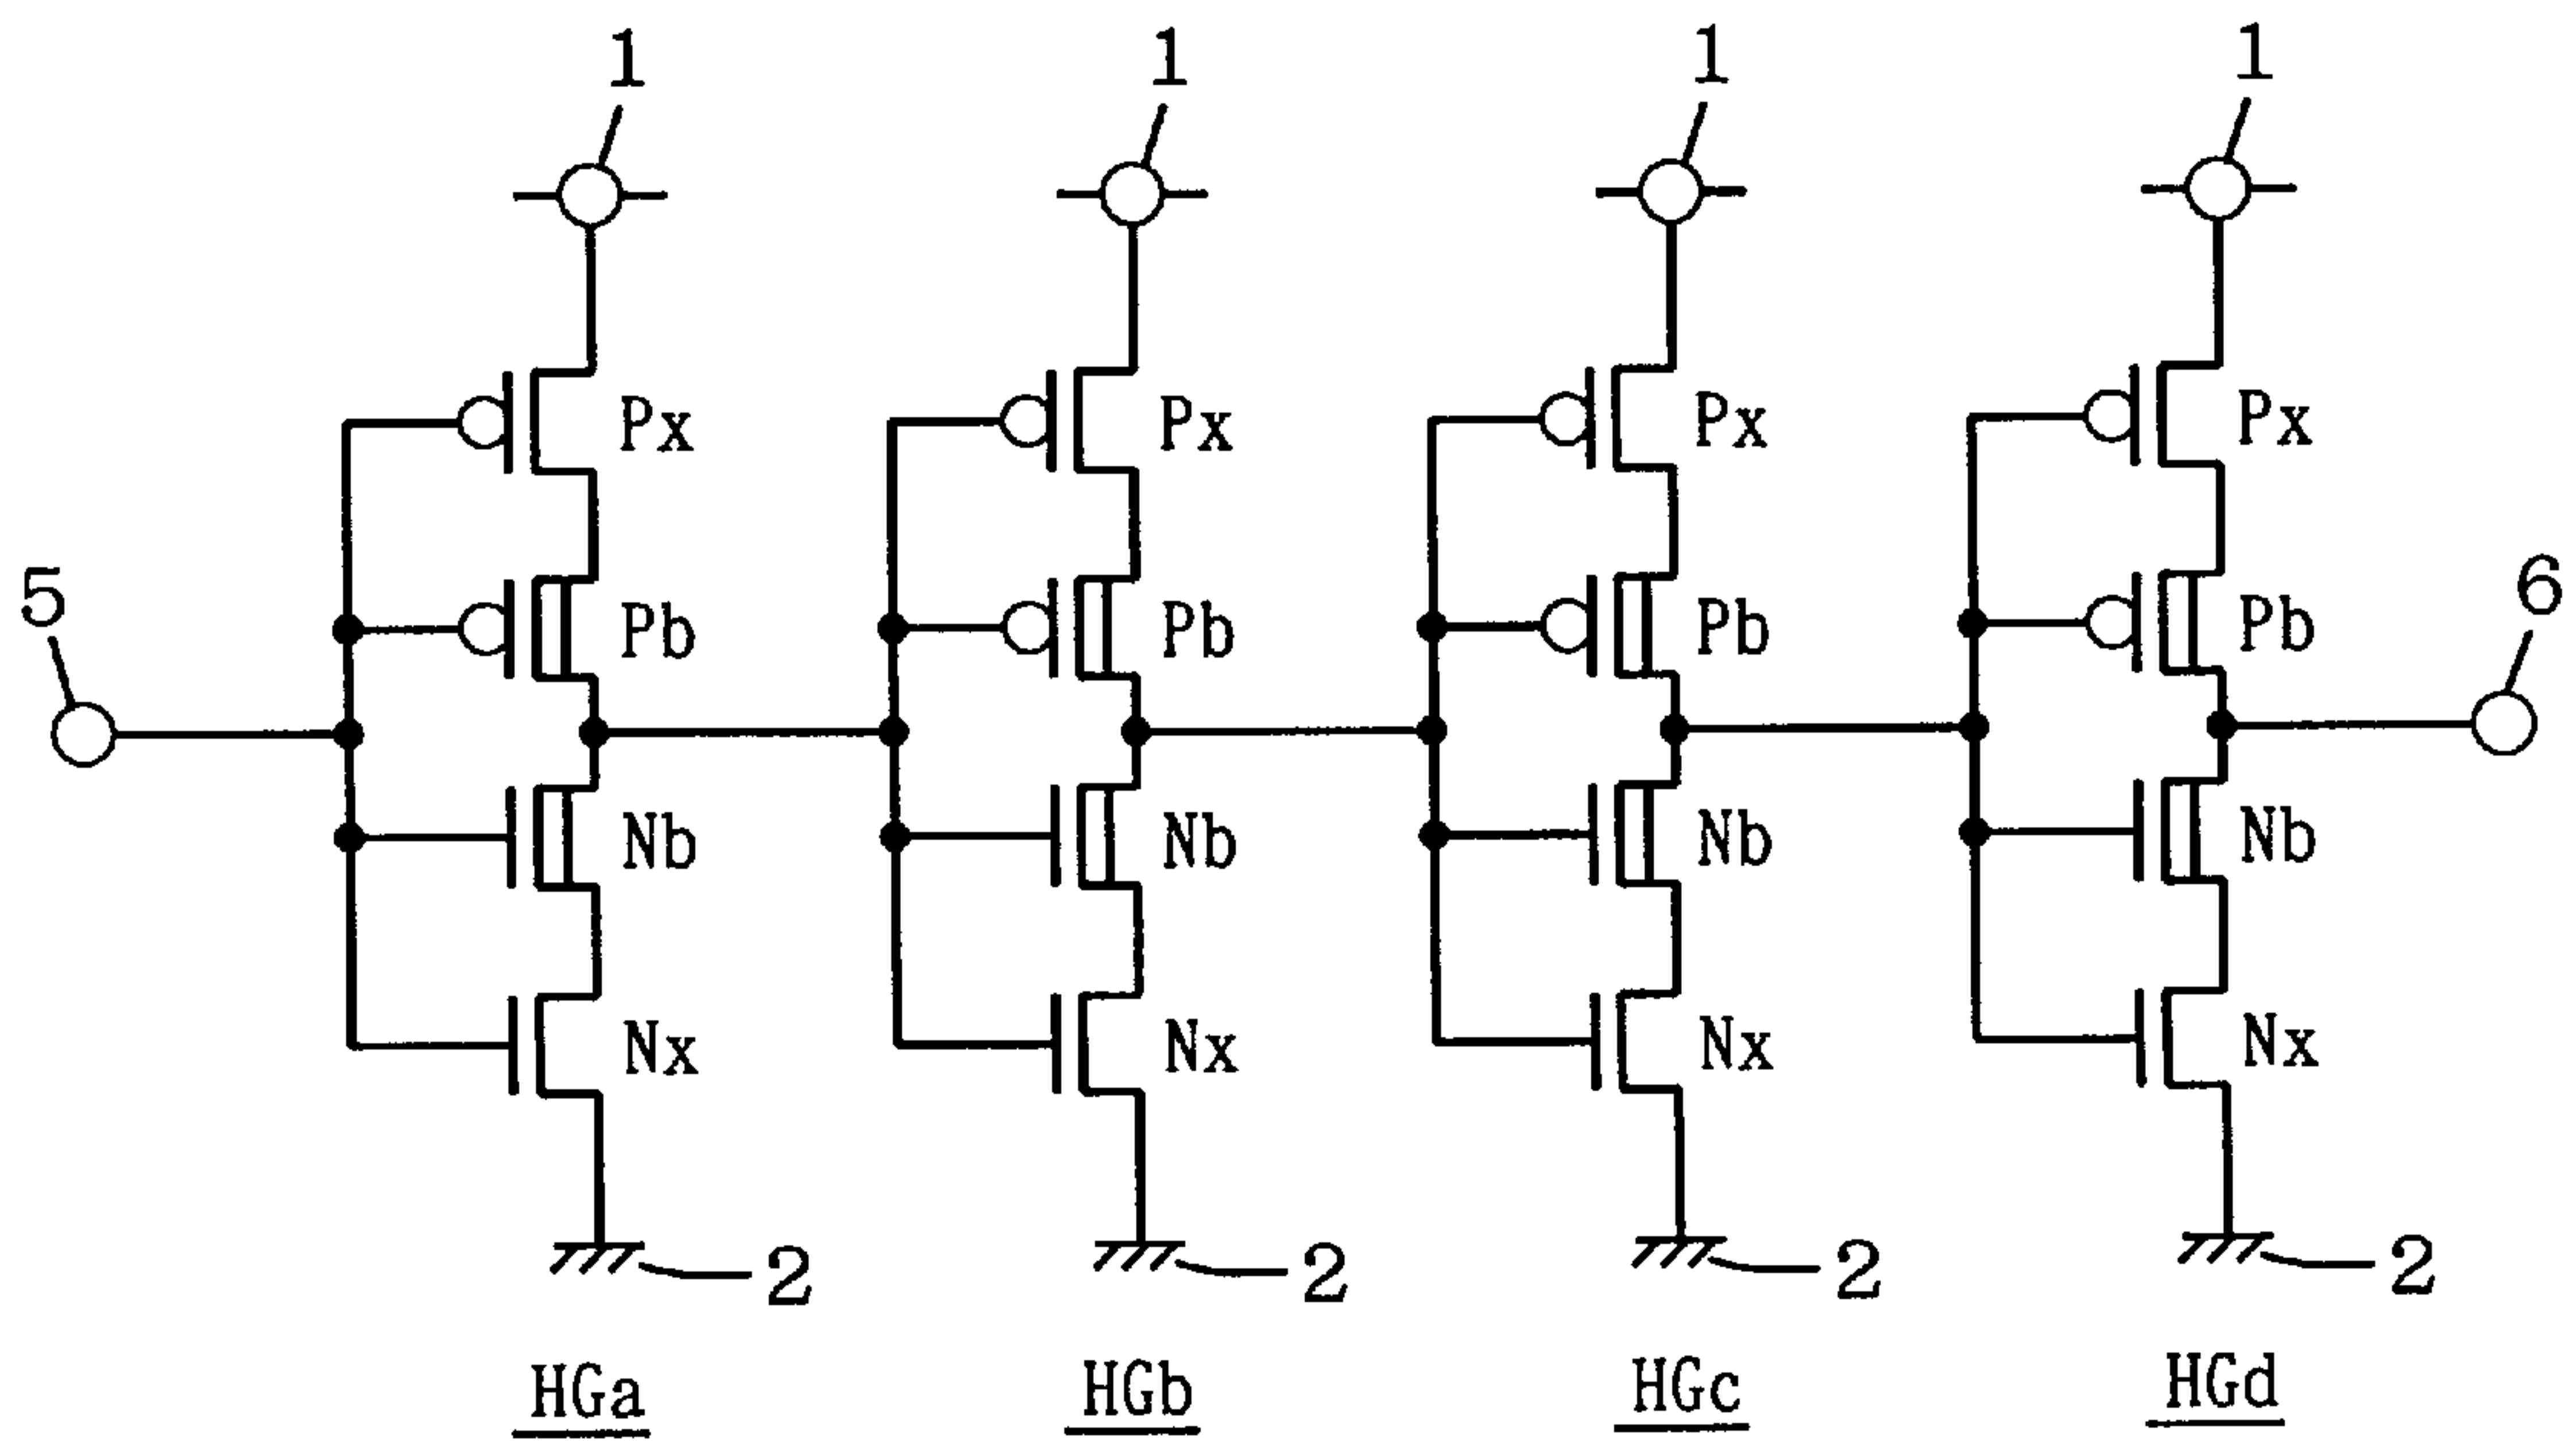 1 1 1 1
Px Px Px Px
5 Pb Pb Pb Pb 6
Nb Nb Nb Nb
Nx Nx Nx Nx
2 2 2 2
HGa HGb HGc HGd